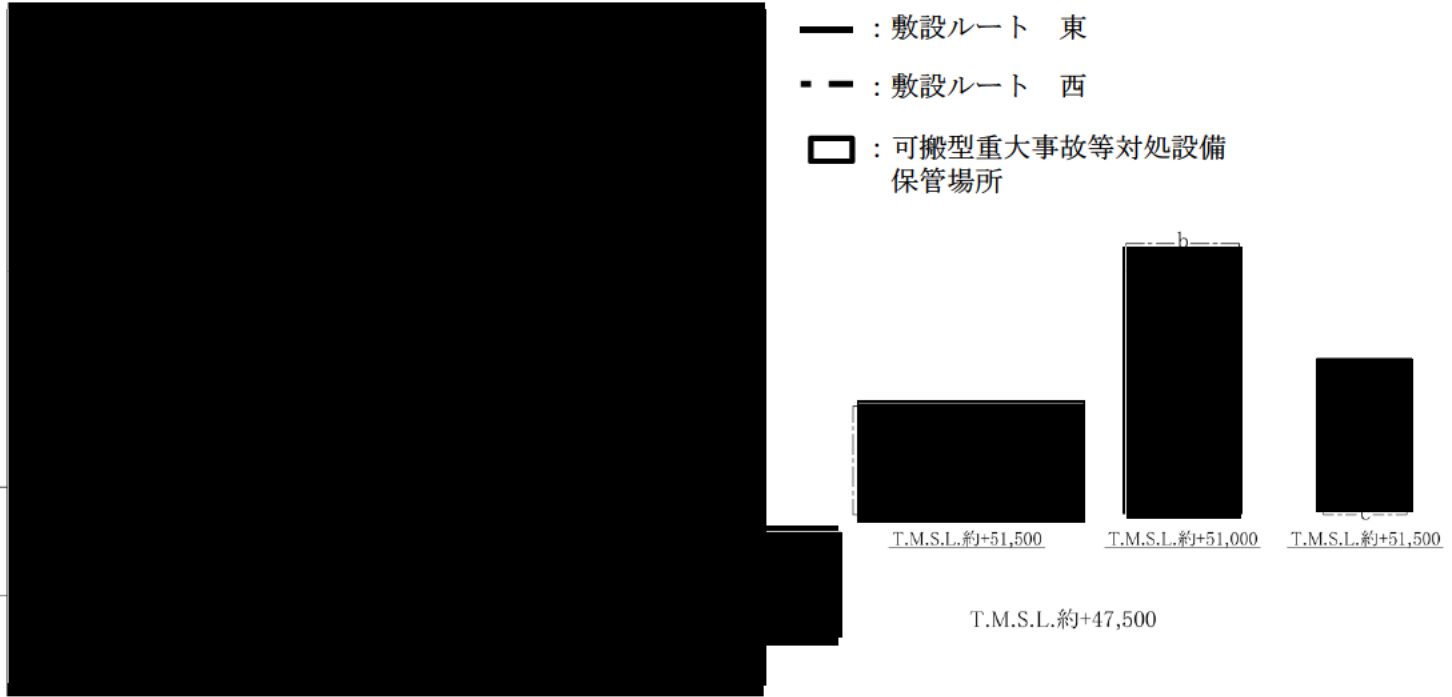 ：敷設ルート　東
：敷設ルート　西
：可搬型重大事故等対処設備
保管場所
b
T.M.S.L.約+51,500
T.M.S.L.約+51,000
c
T.M.S.L.約+51,500
T.M.S.L.約+47,500